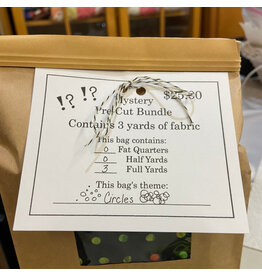 !? !?
Mystery
$25.80
Pre Cut Bundle
Contains 3 yards of fabric
This bag contains:
0 Fat Quarters
0 Half Yards
3 Full Yards
This bag's theme:
Circles